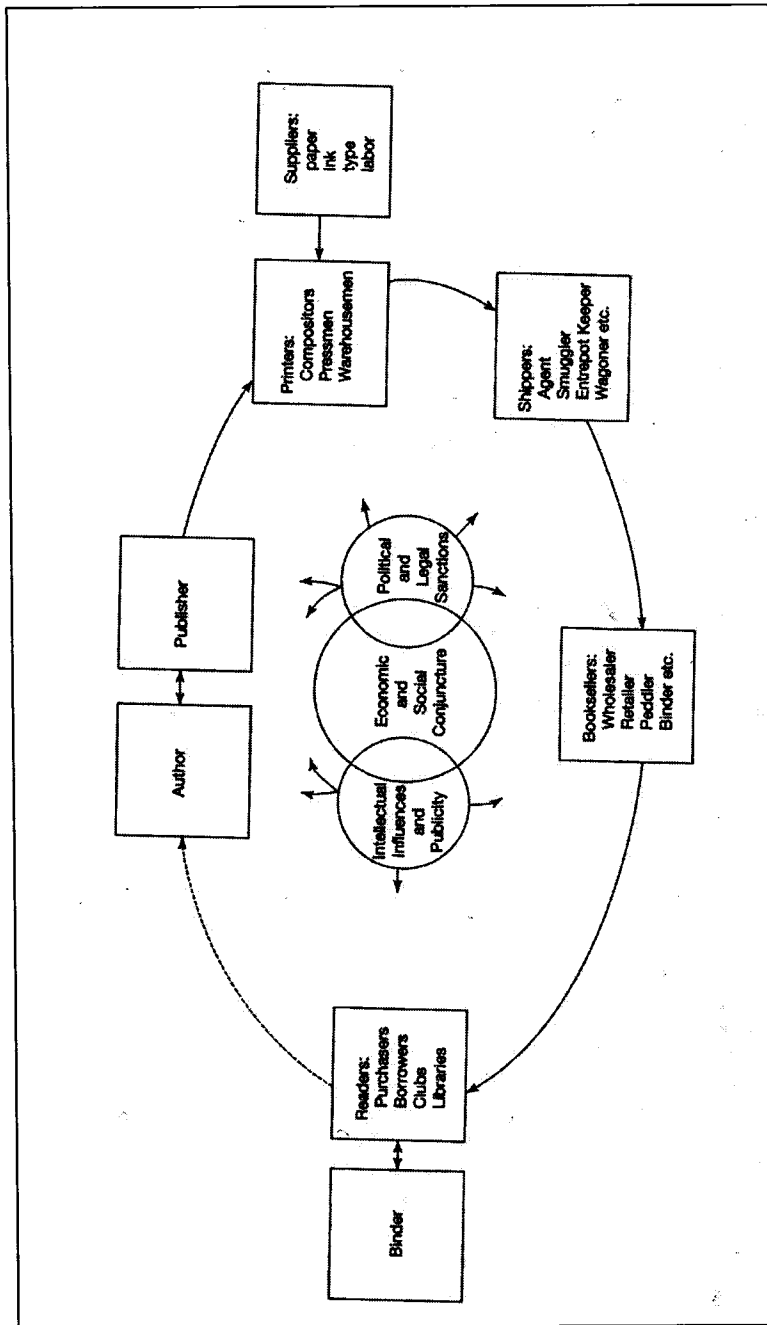 Author
Publisher
Suppliers:
paper
ink
type
labor
Printers:
Compositors
Pressmen
Warehousemen
Shippers:
Agent
Smuggler
Entrepot Keeper
Wagoner etc.
Booksellers:
Wholesaler
Retailer
Peddler
Binder etc.
Readers:
Purchasers
Borrowers
Clubs
Libraries
Binder
Intellectual
Influences
and
Publicity
Economic
and
Social
Conjuncture
Political
and
Legal
Sanctions